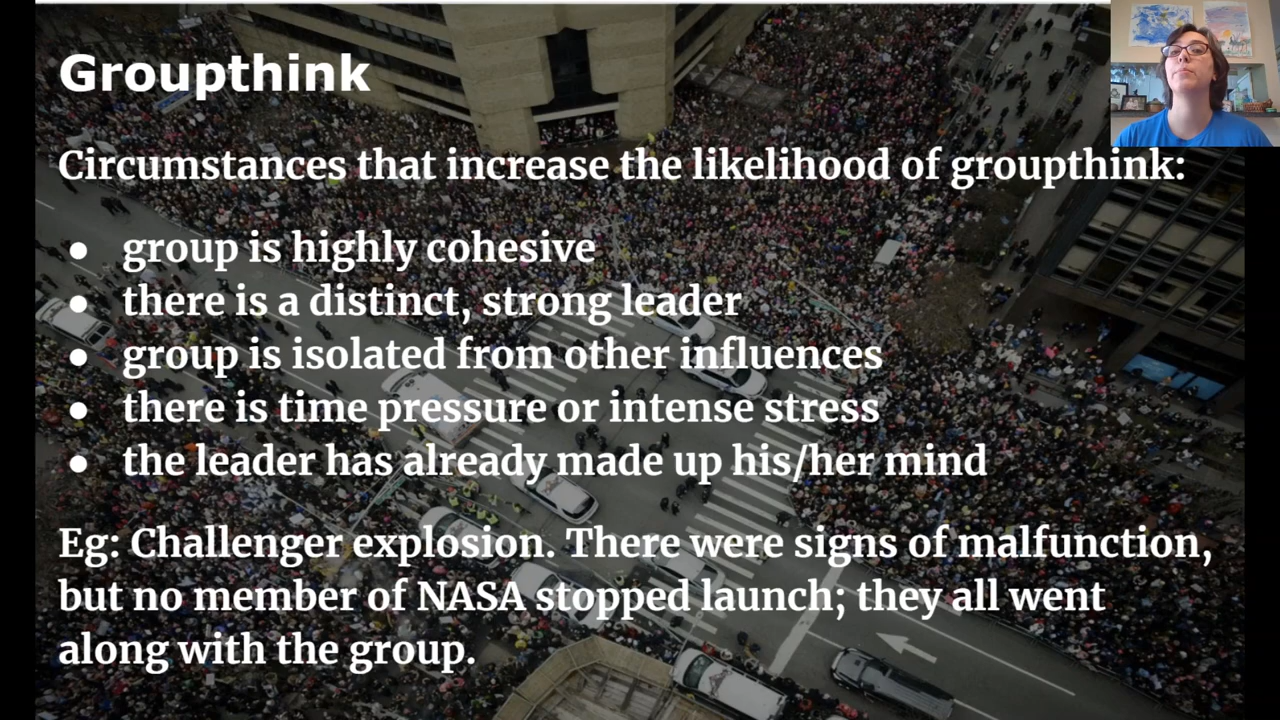 Groupthink
Circumstances that increase the likelihood of groupthink:
● group is highly cohesive
● there is a distinct, strong leader
● group is isolated from other influences
● there is time pressure or intense stress
● the leader has already made up his/her mind
Eg: Challenger explosion. There were signs of malfunction,
but no member of NASA stopped launch; they all went
along with the group.